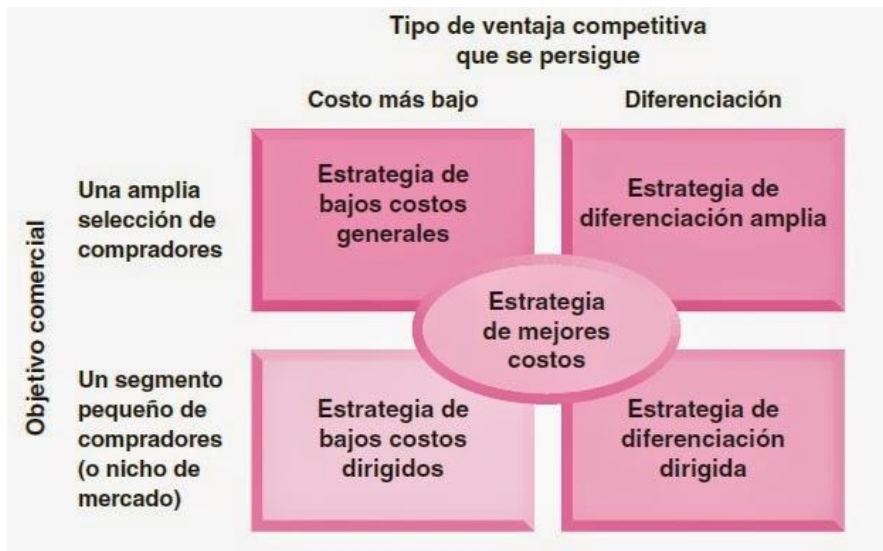 Tipo de ventaja competitiva
que se persigue
Costo más bajo
Diferenciación
Objetivo comercial
Una amplia
selección de
compradores
Estrategia de
bajos costos
generales
Estrategia de
diferenciación amplia
Estrategia
de mejores
costos
Un segmento
pequeño de
compradores
(o nicho de
mercado)
Estrategia de
bajos costos
dirigidos
Estrategia de
diferenciación
dirigida